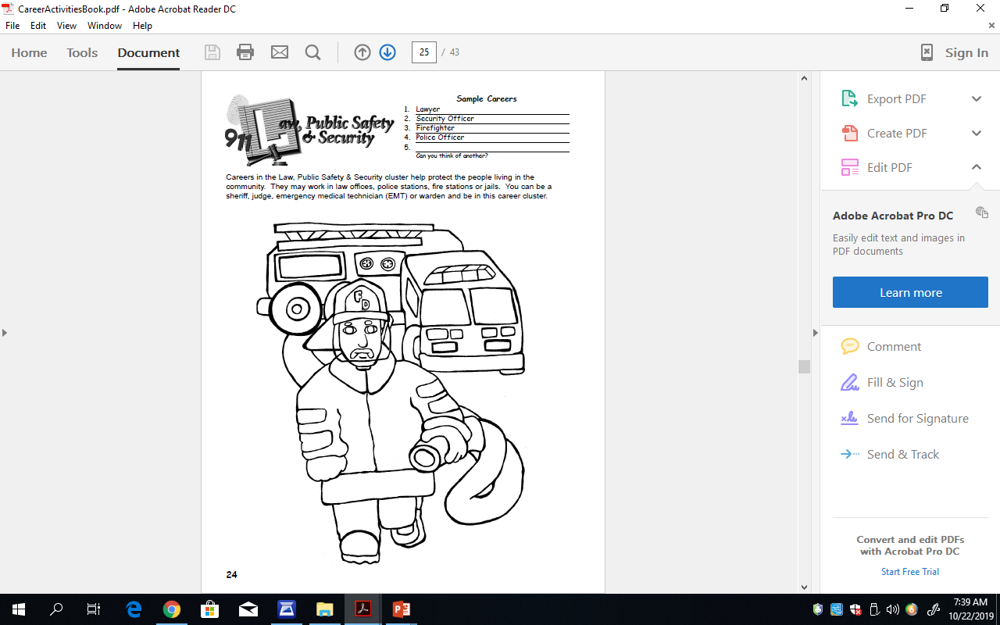 CareerActivitiesBook.pdf - Adobe Acrobat Reader DC
File Edit View Window Help
Home Tools Document 25 / 43 Sign In
911 Law, Public Safety
& Security
Sample Careers
1. Lawyer
2. Security Officer
3. Firefighter
4. Police Officer
5.
Can you think of another?
Careers in the Law, Public Safety & Security cluster help protect the people living in the
community. They may work in law offices, police stations, fire stations or jails. You can be a
sheriff, judge, emergency medical technician (EMT) or warden and be in this career cluster.
FD
24
Export PDF
Create PDF
Edit PDF
Adobe Acrobat Pro DC
Easily edit text and images in
PDF documents
Learn more
Comment
Fill & Sign
Send for Signature
Send & Track
Convert and edit PDFs
with Acrobat Pro DC
Start Free Trial
7:39 AM
10/22/2019